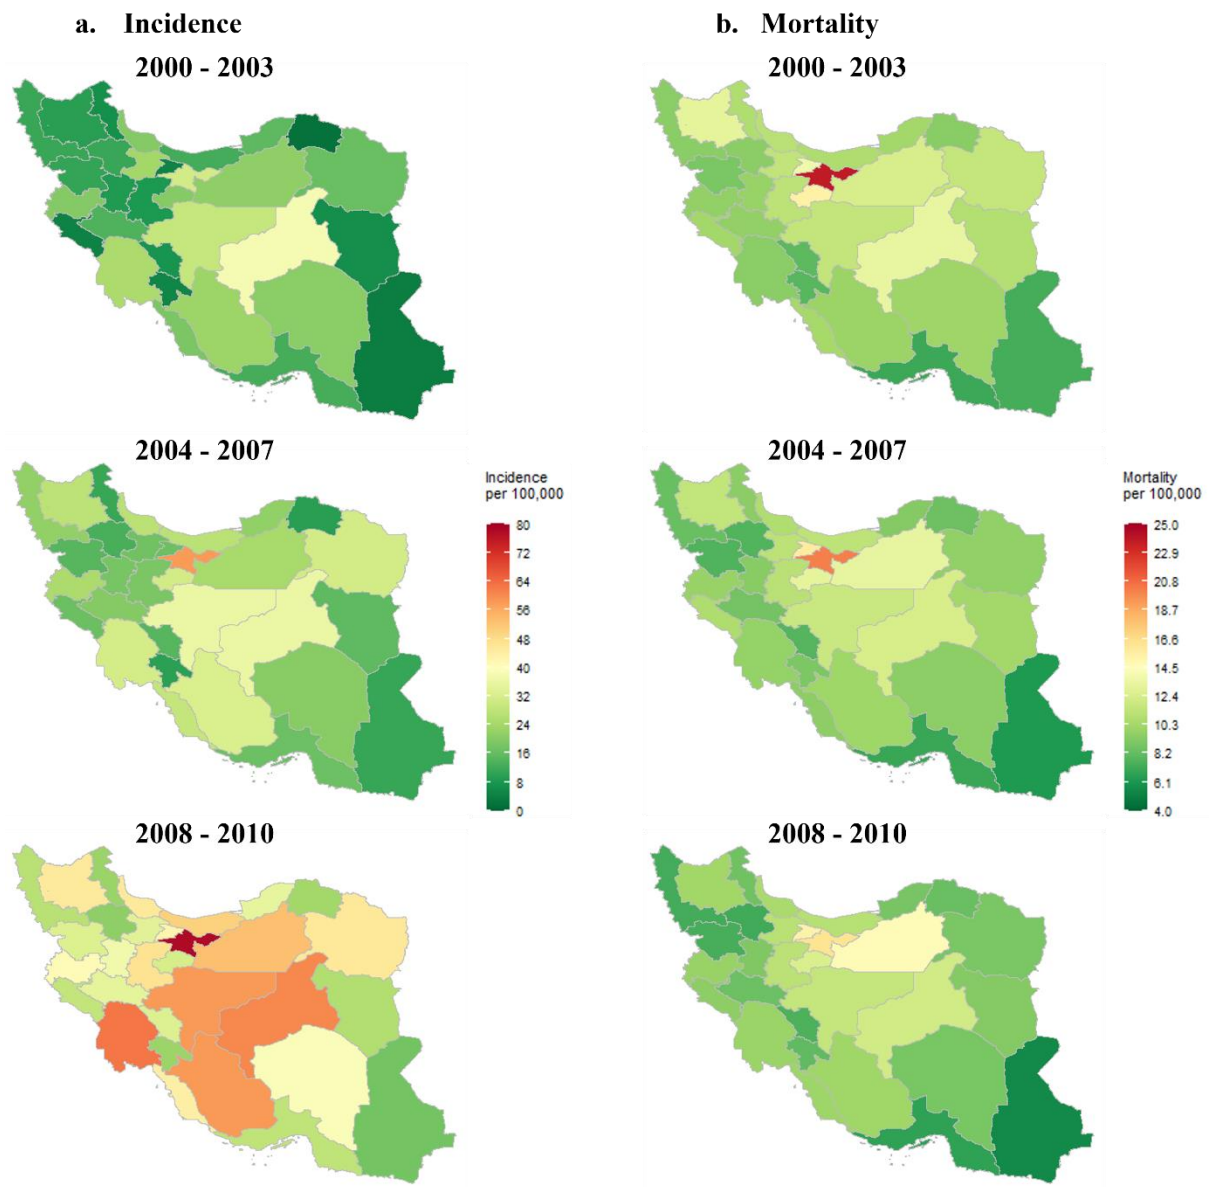 a. Incidence
b. Mortality
2000 - 2003
2000 - 2003
2004 - 2007
2004 - 2007
Incidence
per 100,000
80
72
64
56
48
40
32
24
16
8
0
Mortality
per 100,000
25.0
22.9
20.8
18.7
16.6
14.5
12.4
10.3
8.2
6.1
4.0
2008 - 2010
2008 - 2010